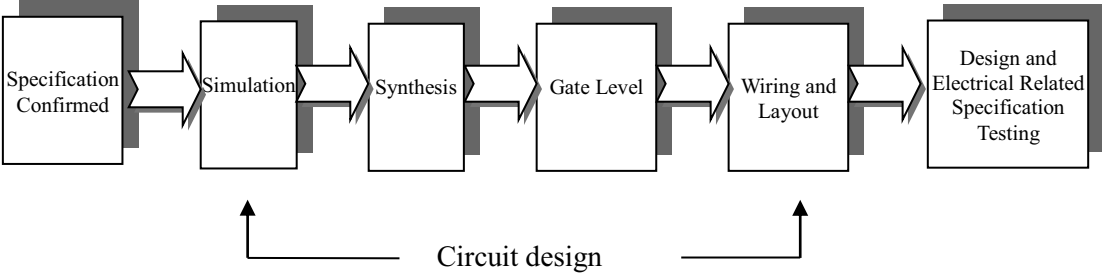 Specification
Confirmed
Simulation
Synthesis
Gate Level
Wiring and
Layout
Design and
Electrical Related
Specification
Testing
Circuit design